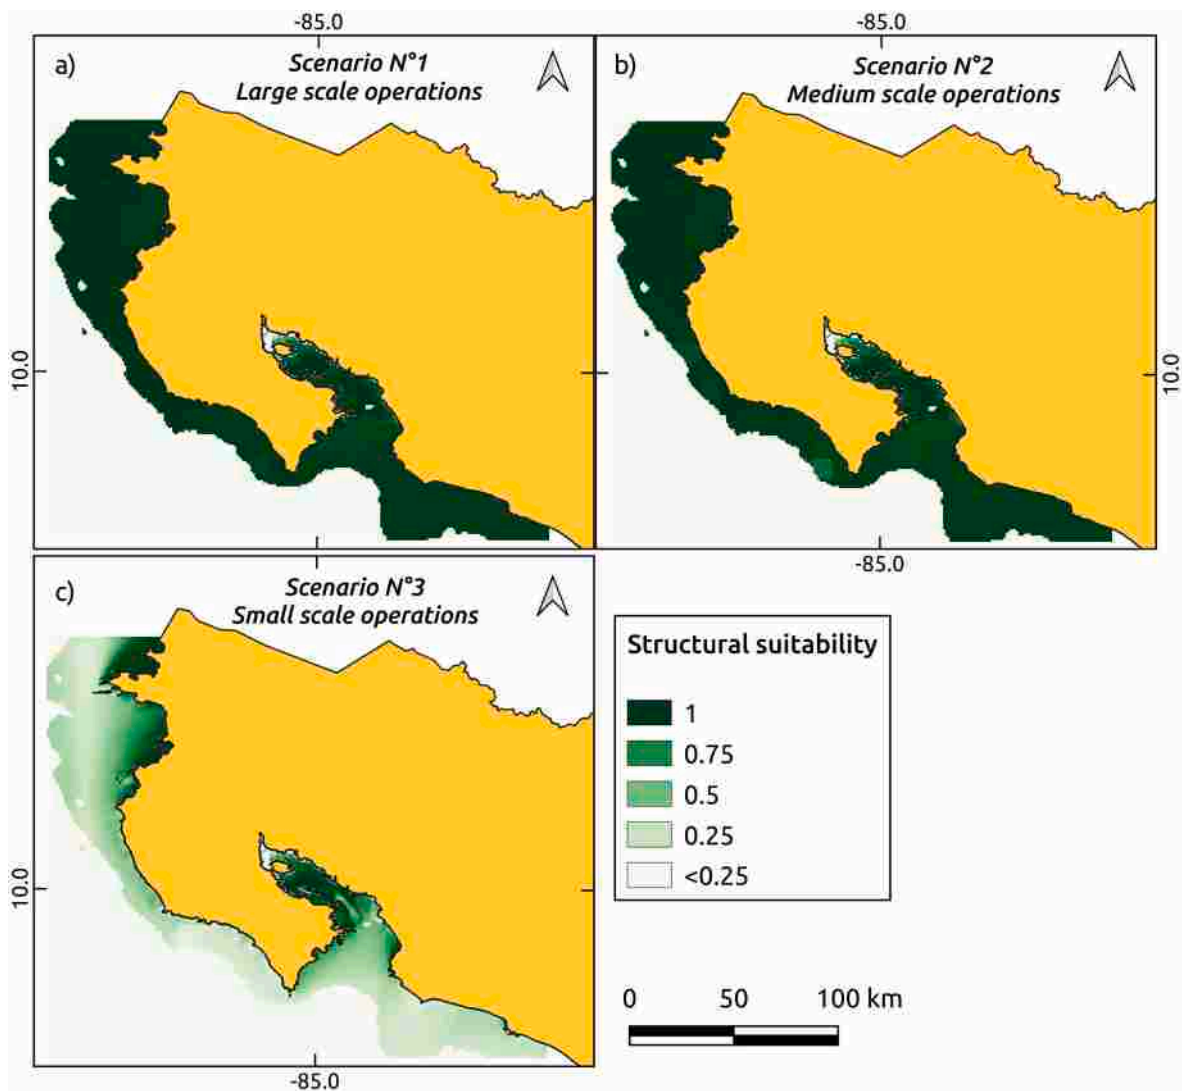 -85.0
-85.0
a)
Scenario N°1
Large scale operations
b)
Scenario N°2
Medium scale operations
10.0
10.0
-85.0
c)
Scenario N°3
Small scale operations
Structural suitability
1
0.75
0.5
0.25
<0.25
10.0
0 50 100 km
-85.0